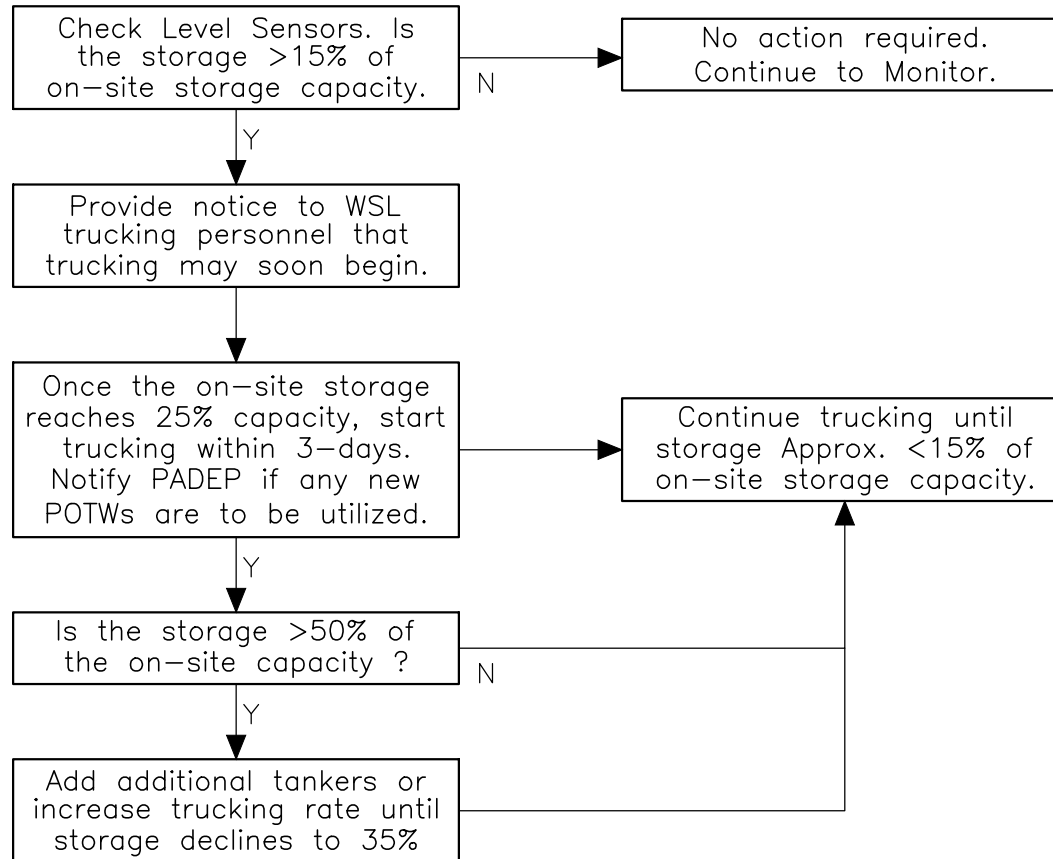 Check Level Sensors. Is
the storage >15% of
on-site storage capacity.
N
No action required.
Continue to Monitor.
Y
Provide notice to WSL
trucking personnel that
trucking may soon begin.
Once the on-site storage
reaches 25% capacity, start
trucking within 3-days.
Notify PADEP if any new
POTWs are to be utilized.
Continue trucking until
storage Approx. <15% of
on-site storage capacity.
Y
Is the storage >50% of
the on-site capacity ?
N
Y
Add additional tankers or
increase trucking rate until
storage declines to 35%